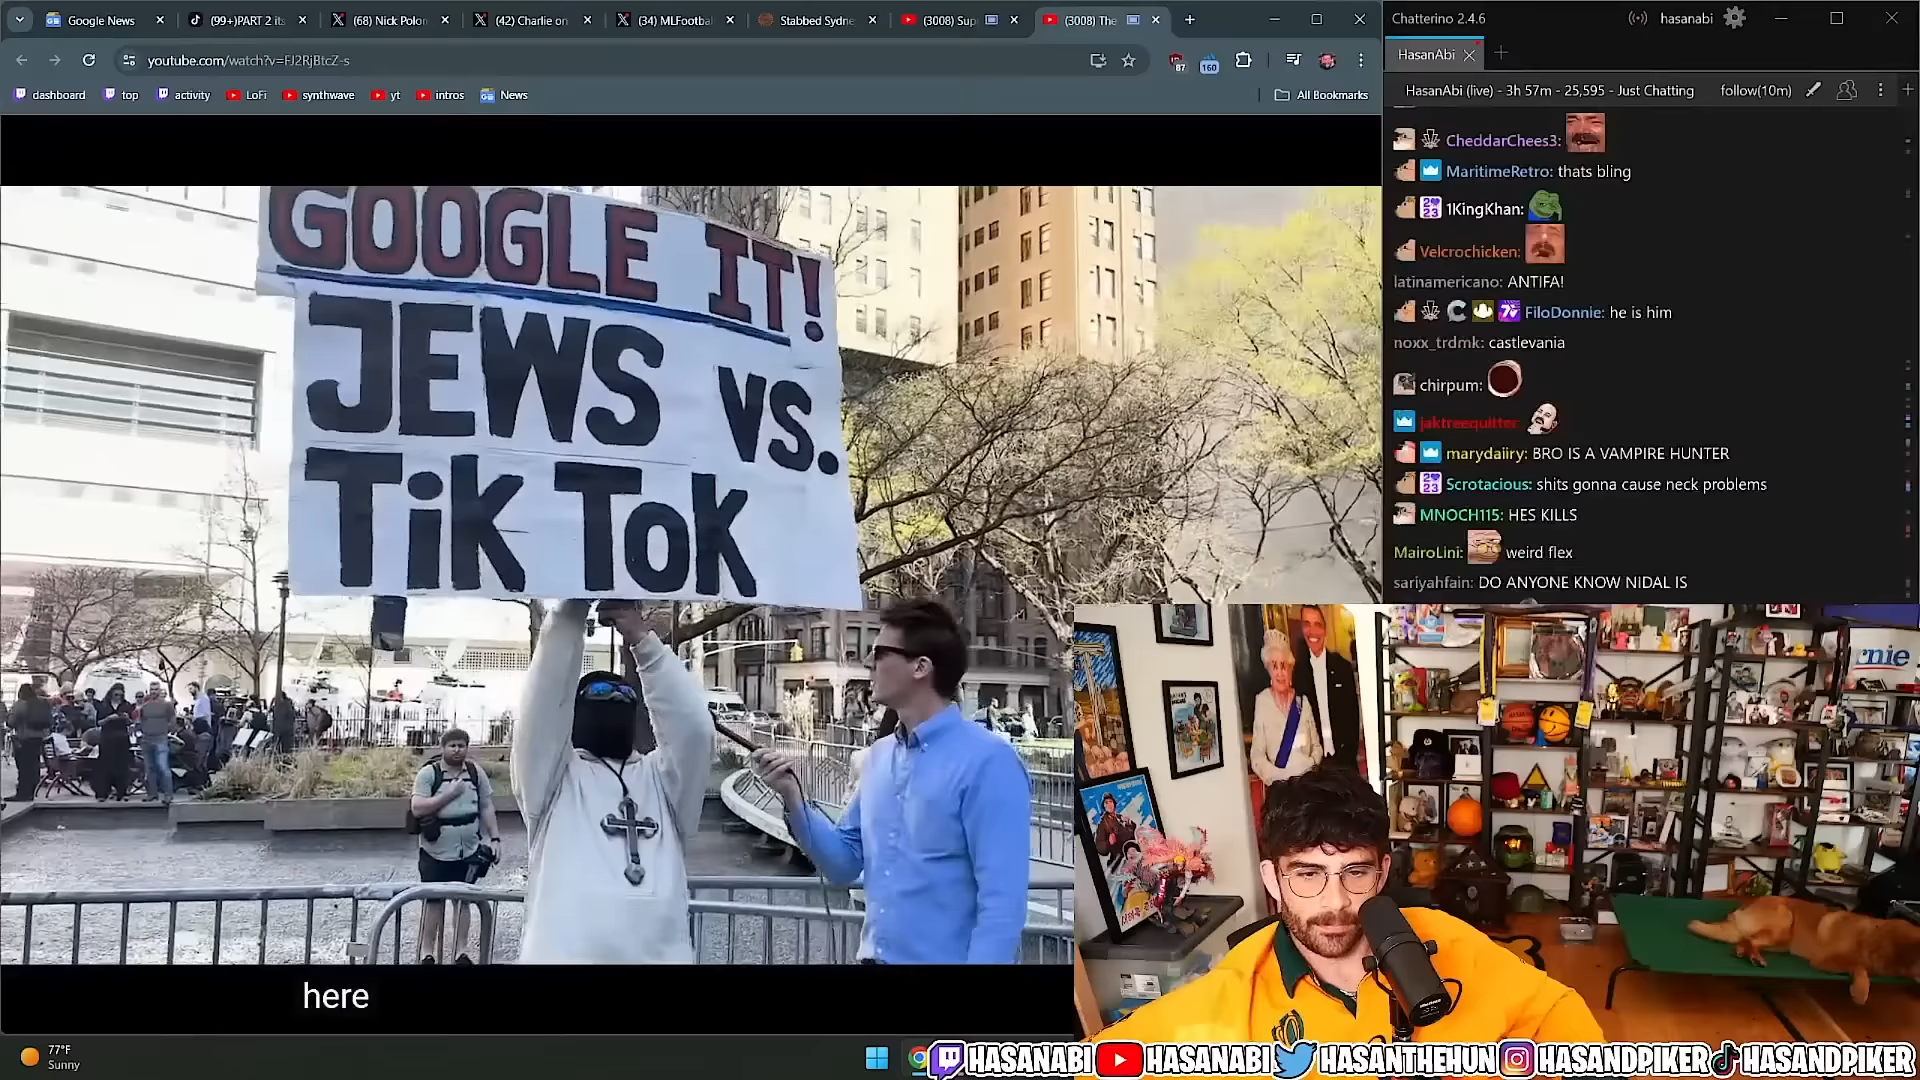 Google News
(99+)PART 2 its
(68) Nick Polon
(42) Charlie on
(34) MLFootbal
Stabbed Sydne
(3008) Sup
(3008) The
youtube.com/watch?v=FJ2RjBtcZ-s
87
160
dashboard
top
activity
LoFi
synthwave
yt
intros
News
All Bookmarks
GOOGLE IT!
JEWS VS.
TikTok
here
77°F
Sunny
Chatterino 2.4.6
hasanabi
HasanAbi
HasanAbi (live) - 3h 57m - 25,595 - Just Chatting
follow(10m)
CheddarChees3:
MaritimeRetro: thats bling
1KingKhan:
Velcrochicken:
latinamericano: ANTIFA!
FiloDonnie: he is him
noxx_trdmk: castlevania
chirpum:
jaktreequitter:
marydaiiry: BRO IS A VAMPIRE HUNTER
Scrotacious: shits gonna cause neck problems
MNOCH115: HES KILLS
MairoLini: weird flex
sariyahfain: DO ANYONE KNOW NIDAL IS
rnie
HASANABI HASANABI HASANTHEHUN HASANDPIKER HASANDPIKER